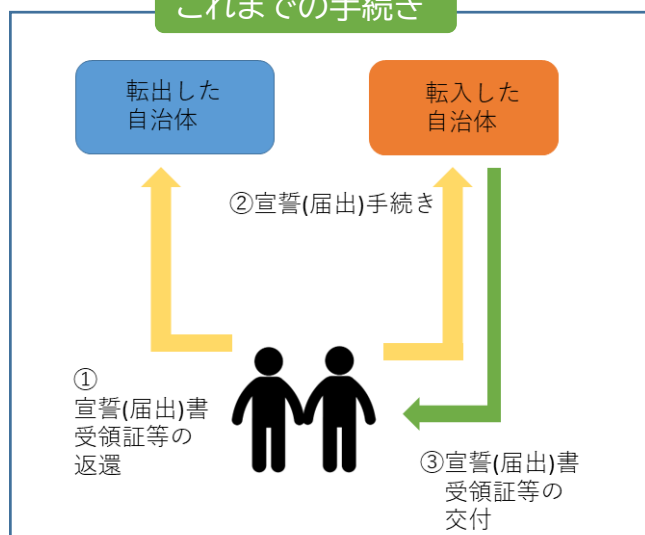 これまでの手続き
転出した
自治体
転入した
自治体
②宣誓(届出)手続き
①
宣誓(届出)書
受領証等の
返還
③宣誓(届出)書
受領証等の
交付